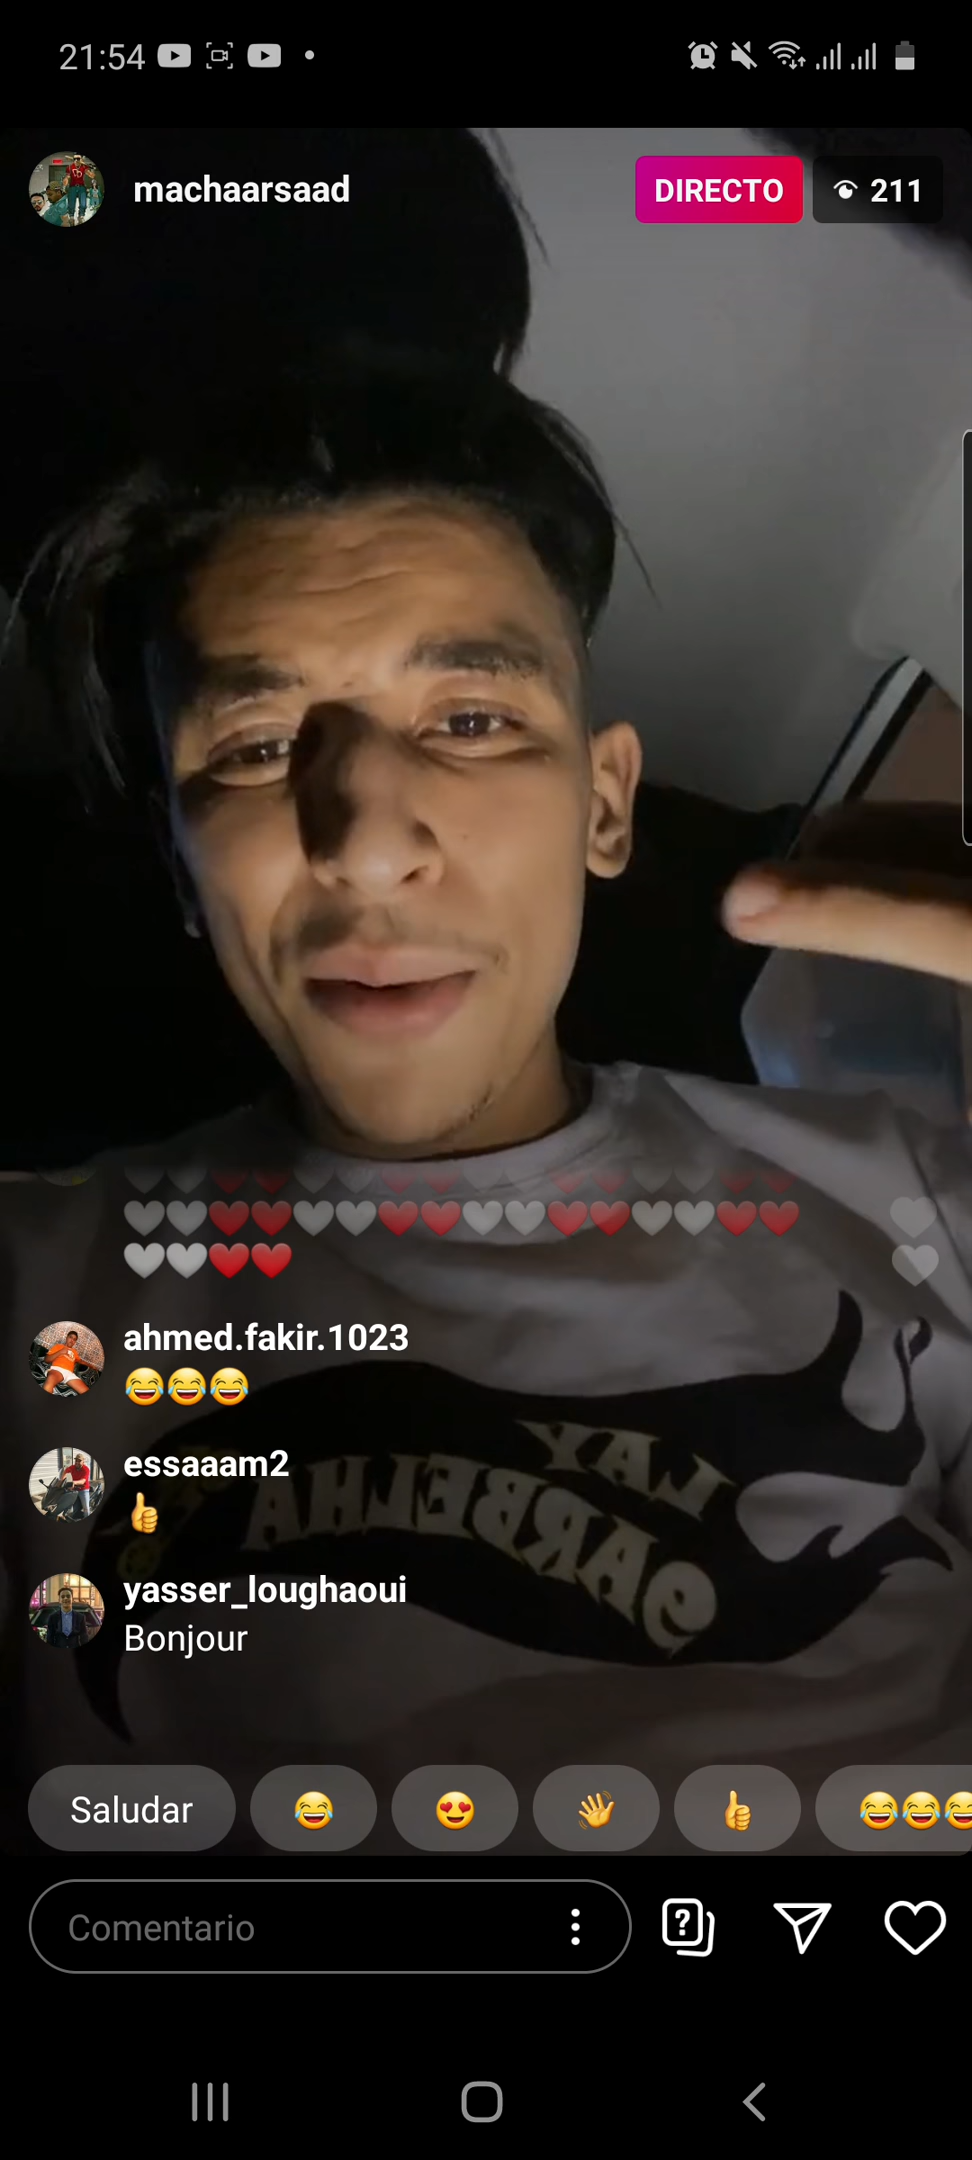 21:54
machaarsaad
DIRECTO
211
ahmed.fakir.1023
😂😂😂
essaaam2
👍
yasser_loughaoui
Bonjour
Saludar
Comentario